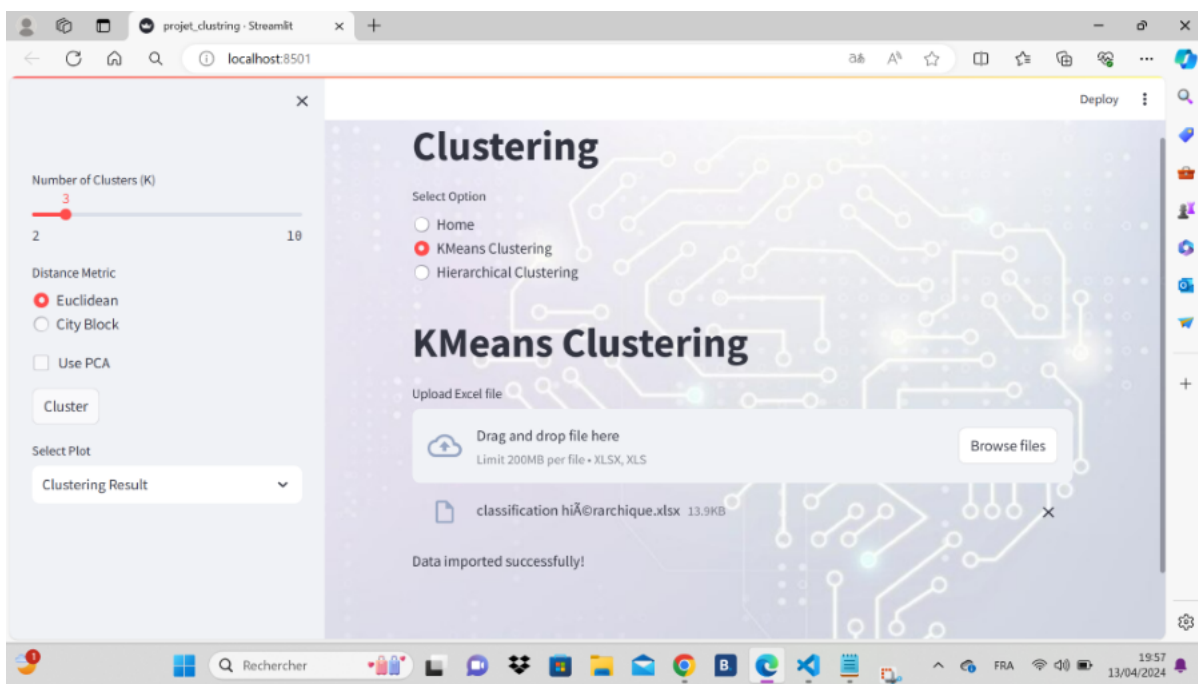 projet_clustring · Streamlit
localhost:8501
Deploy
Number of Clusters (K)
3
2 10
Distance Metric
Euclidean
City Block
Use PCA
Cluster
Select Plot
Clustering Result
Clustering
Select Option
Home
KMeans Clustering
Hierarchical Clustering
KMeans Clustering
Upload Excel file
Drag and drop file here
Limit 200MB per file • XLSX, XLS
Browse files
classification hiÃ©rarchique.xlsx 13.9KB
Data imported successfully!
1
Rechercher
B.
FRA
19:57
13/04/2024